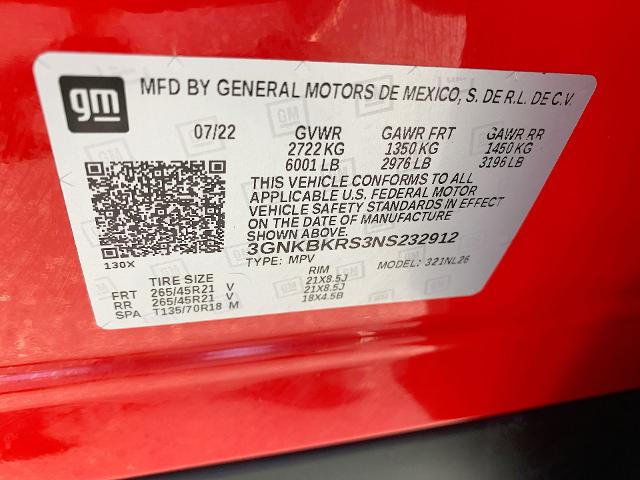 gm
MFD BY GENERAL MOTORS DE MEXICO, S. DE R.L. DE C.V.
07/22 GVWR GAWR FRT GAWR RR
2722 KG 1350 KG 1450 KG
6001 LB 2976 LB 3196 LB
THIS VEHICLE CONFORMS TO ALL
APPLICABLE U.S. FEDERAL MOTOR
VEHICLE SAFETY STANDARDS IN EFFECT
ON THE DATE OF MANUFACTURE
SHOWN ABOVE.
3GNKBKRS3NS232912
130X TYPE: MPV MODEL: 321NL26
TIRE SIZE RIM
FRT 265/45R21 V 21X8.5J
RR 265/45R21 V 21X8.5J
SPA T135/70R18 M 18X4.5B